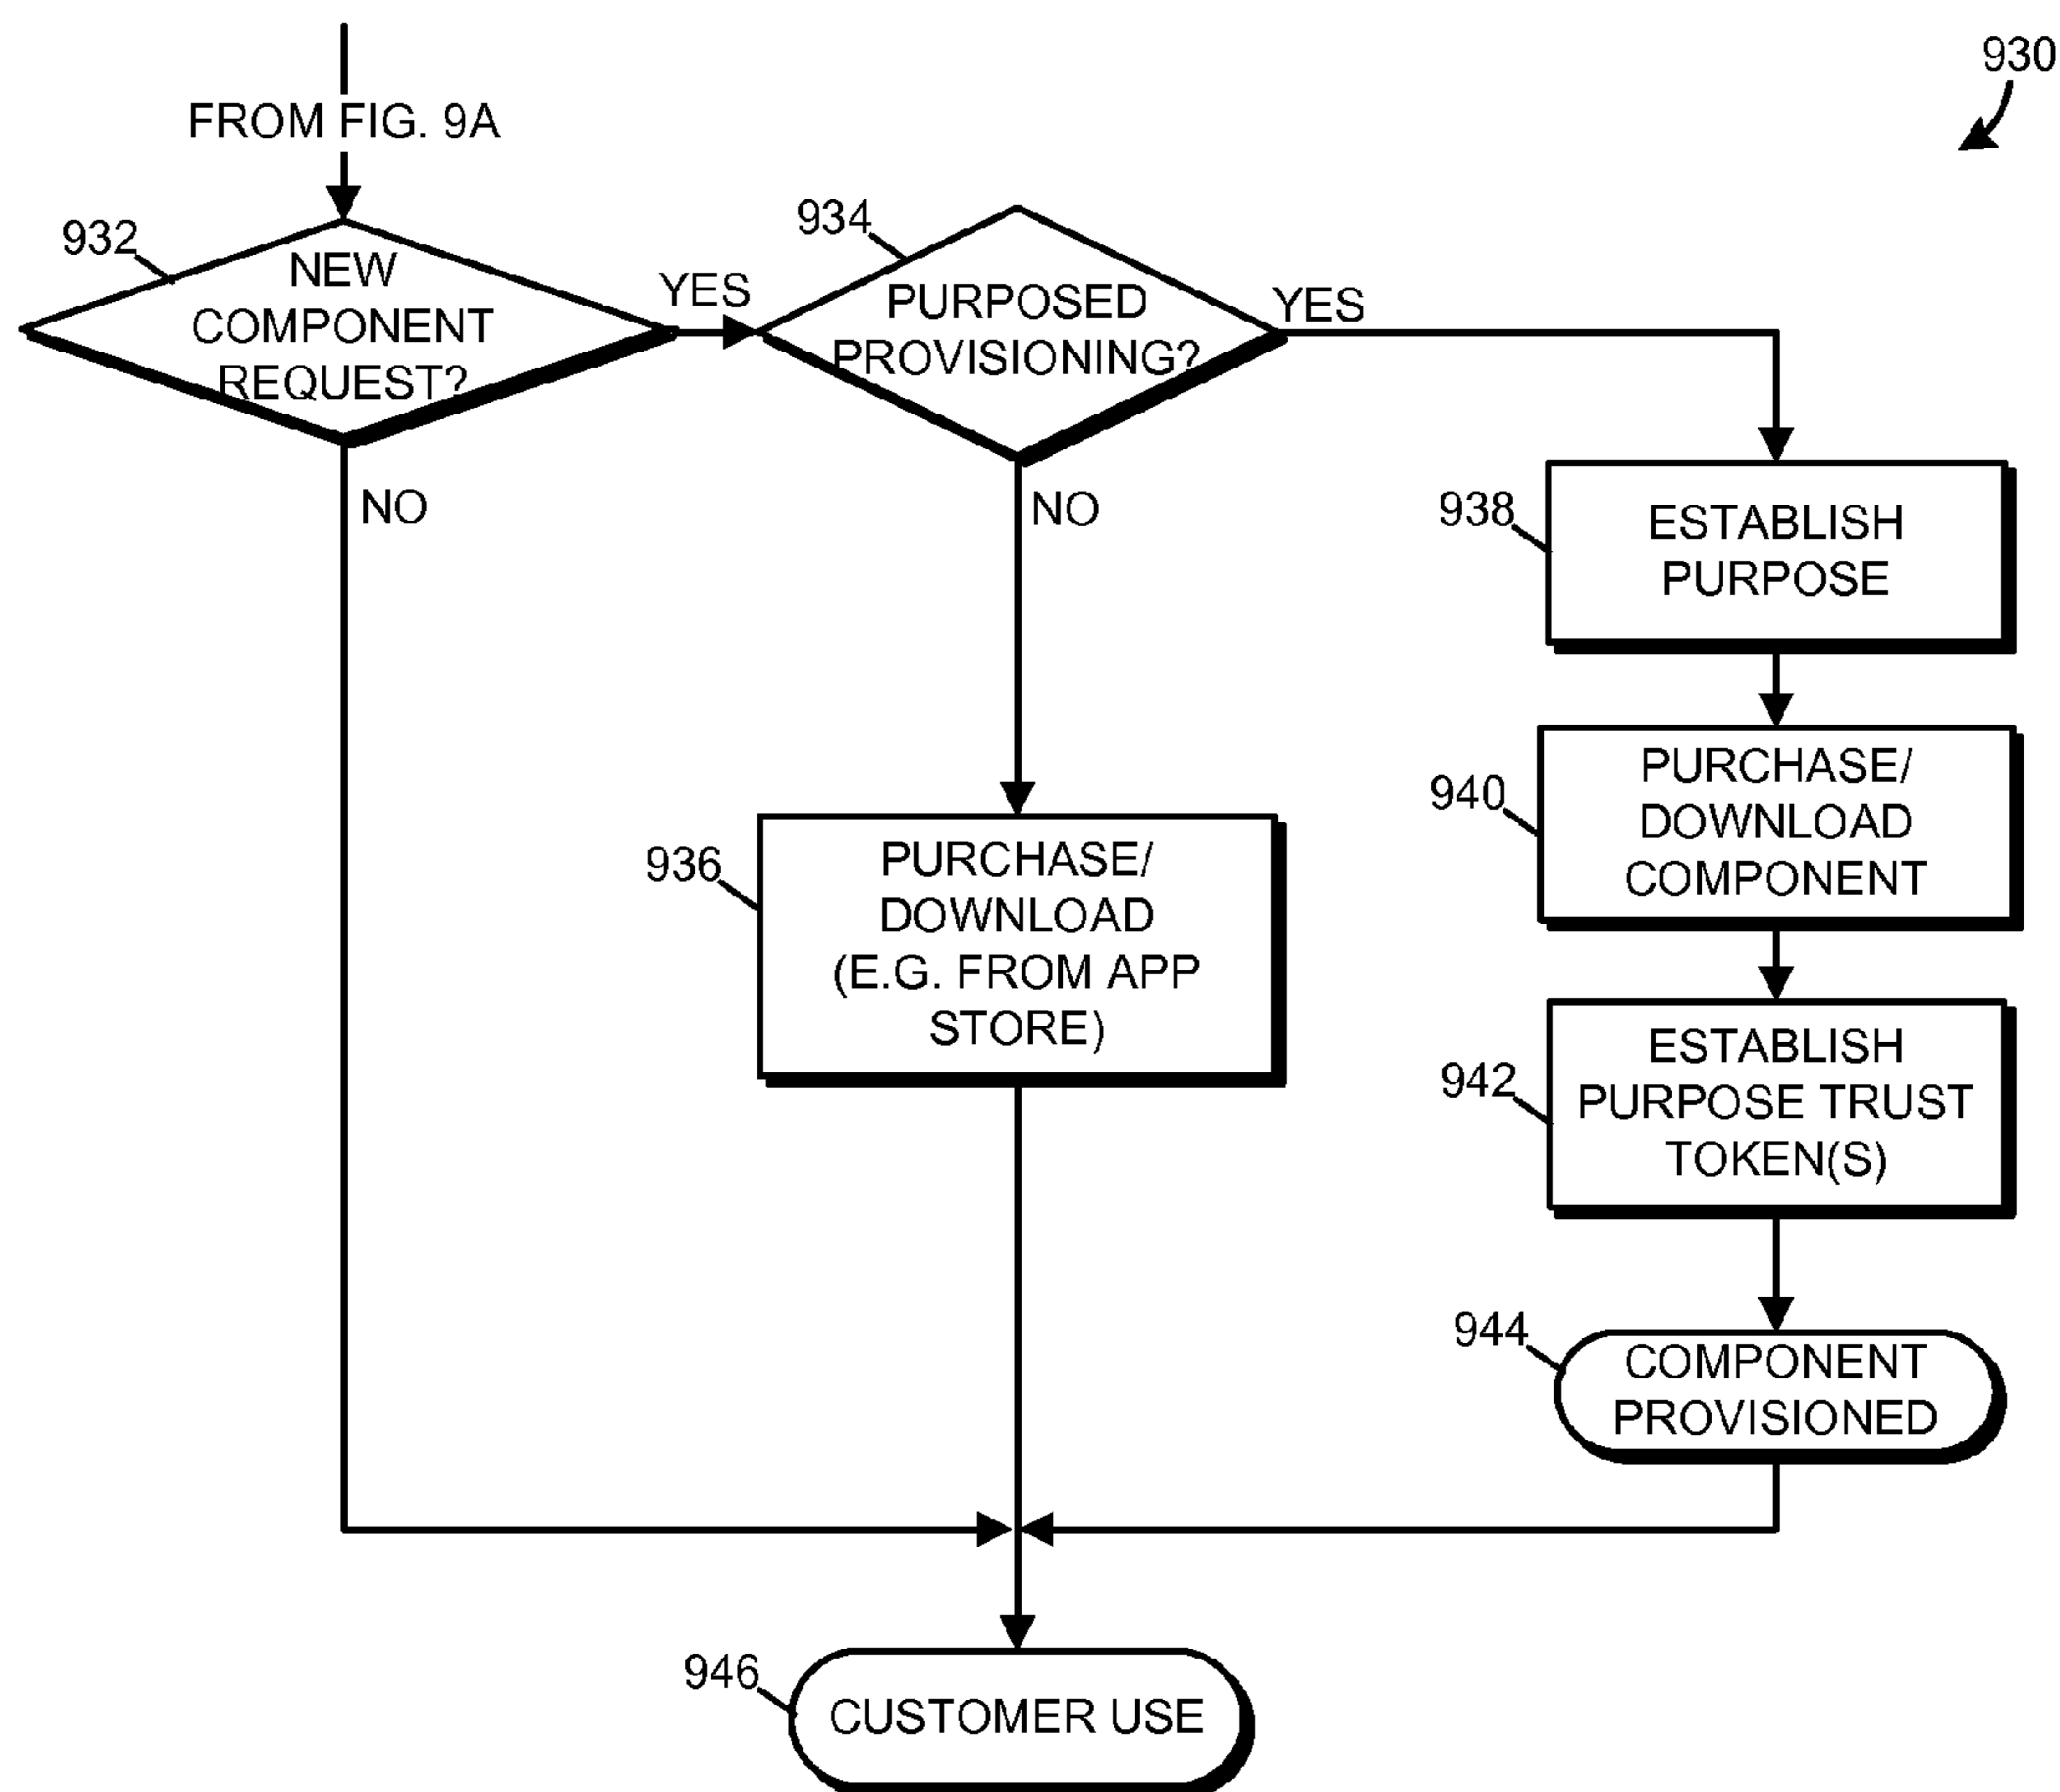 930
FROM FIG. 9A
932
NEW
COMPONENT
REQUEST?
YES
NO
934
PURPOSED
PROVISIONING?
YES
NO
936
PURCHASE/
DOWNLOAD
(E.G. FROM APP
STORE)
938
ESTABLISH
PURPOSE
940
PURCHASE/
DOWNLOAD
COMPONENT
942
ESTABLISH
PURPOSE TRUST
TOKEN(S)
944
COMPONENT
PROVISIONED
946
CUSTOMER USE